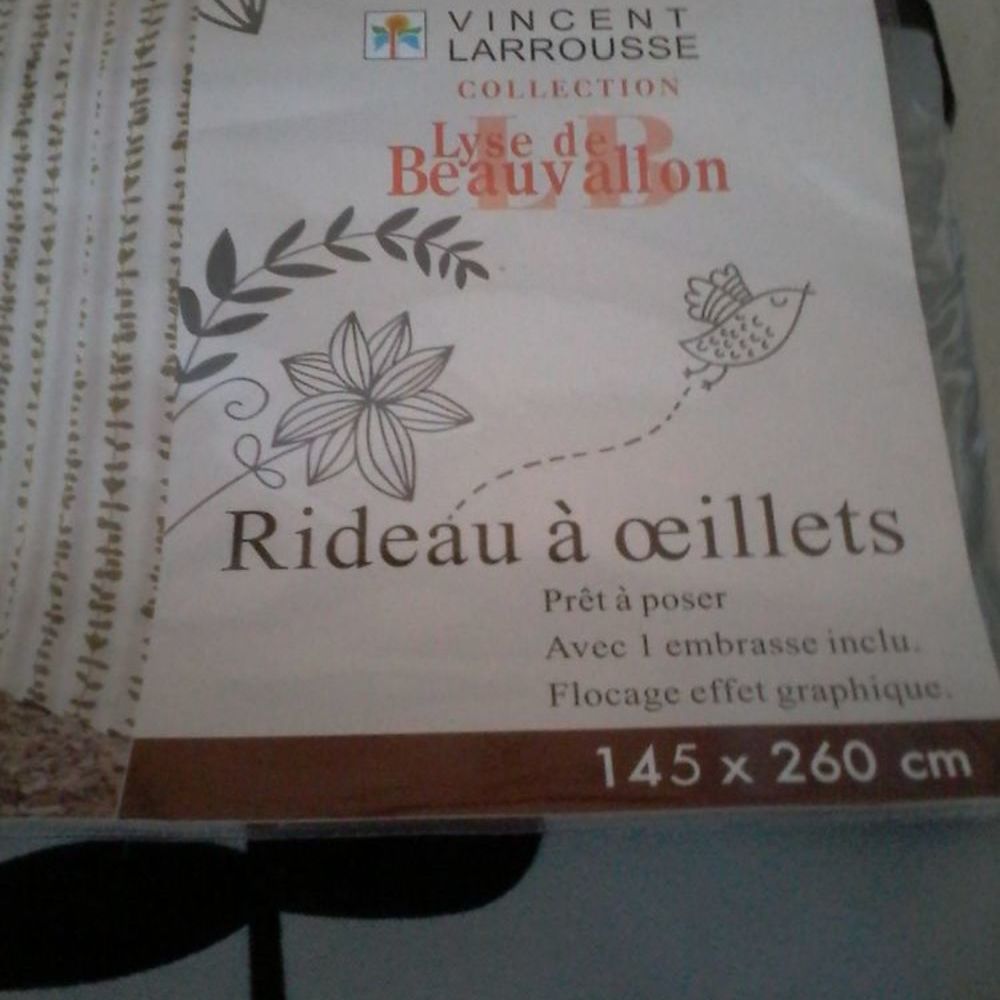 VINCENT
LARROUSSE
COLLECTION
LB
Lyse de
Beauvallon
Rideau à œillets
Prêt à poser
Avec 1 embrasse inclu.
Flocage effet graphique.
145 x 260 cm